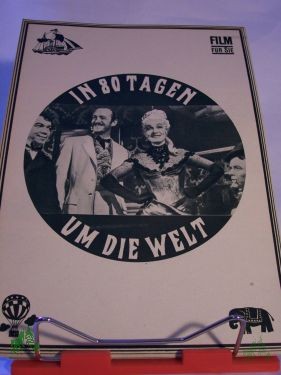 FILM
FÜR SIE
IN 80 TAGEN
UM DIE WELT